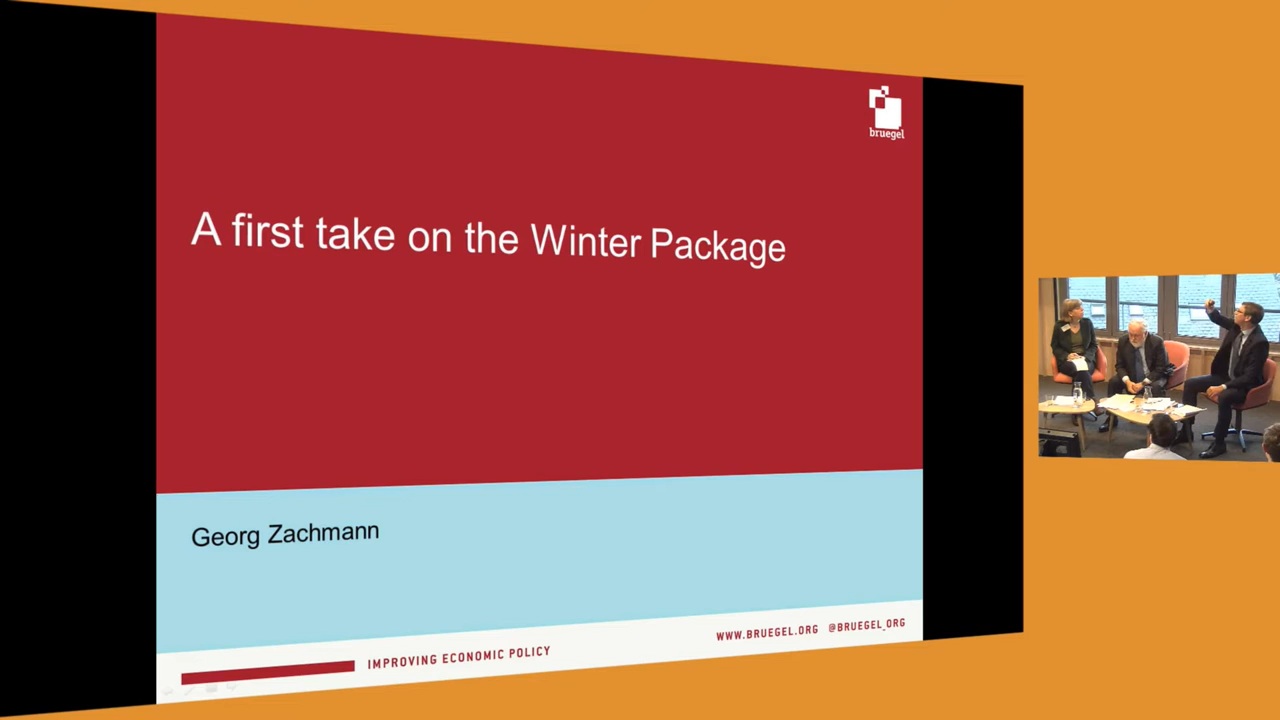 bruegel
A first take on the Winter Package
Georg Zachmann
IMPROVING ECONOMIC POLICY
WWW.BRUEGEL.ORG @BRUEGEL_ORG